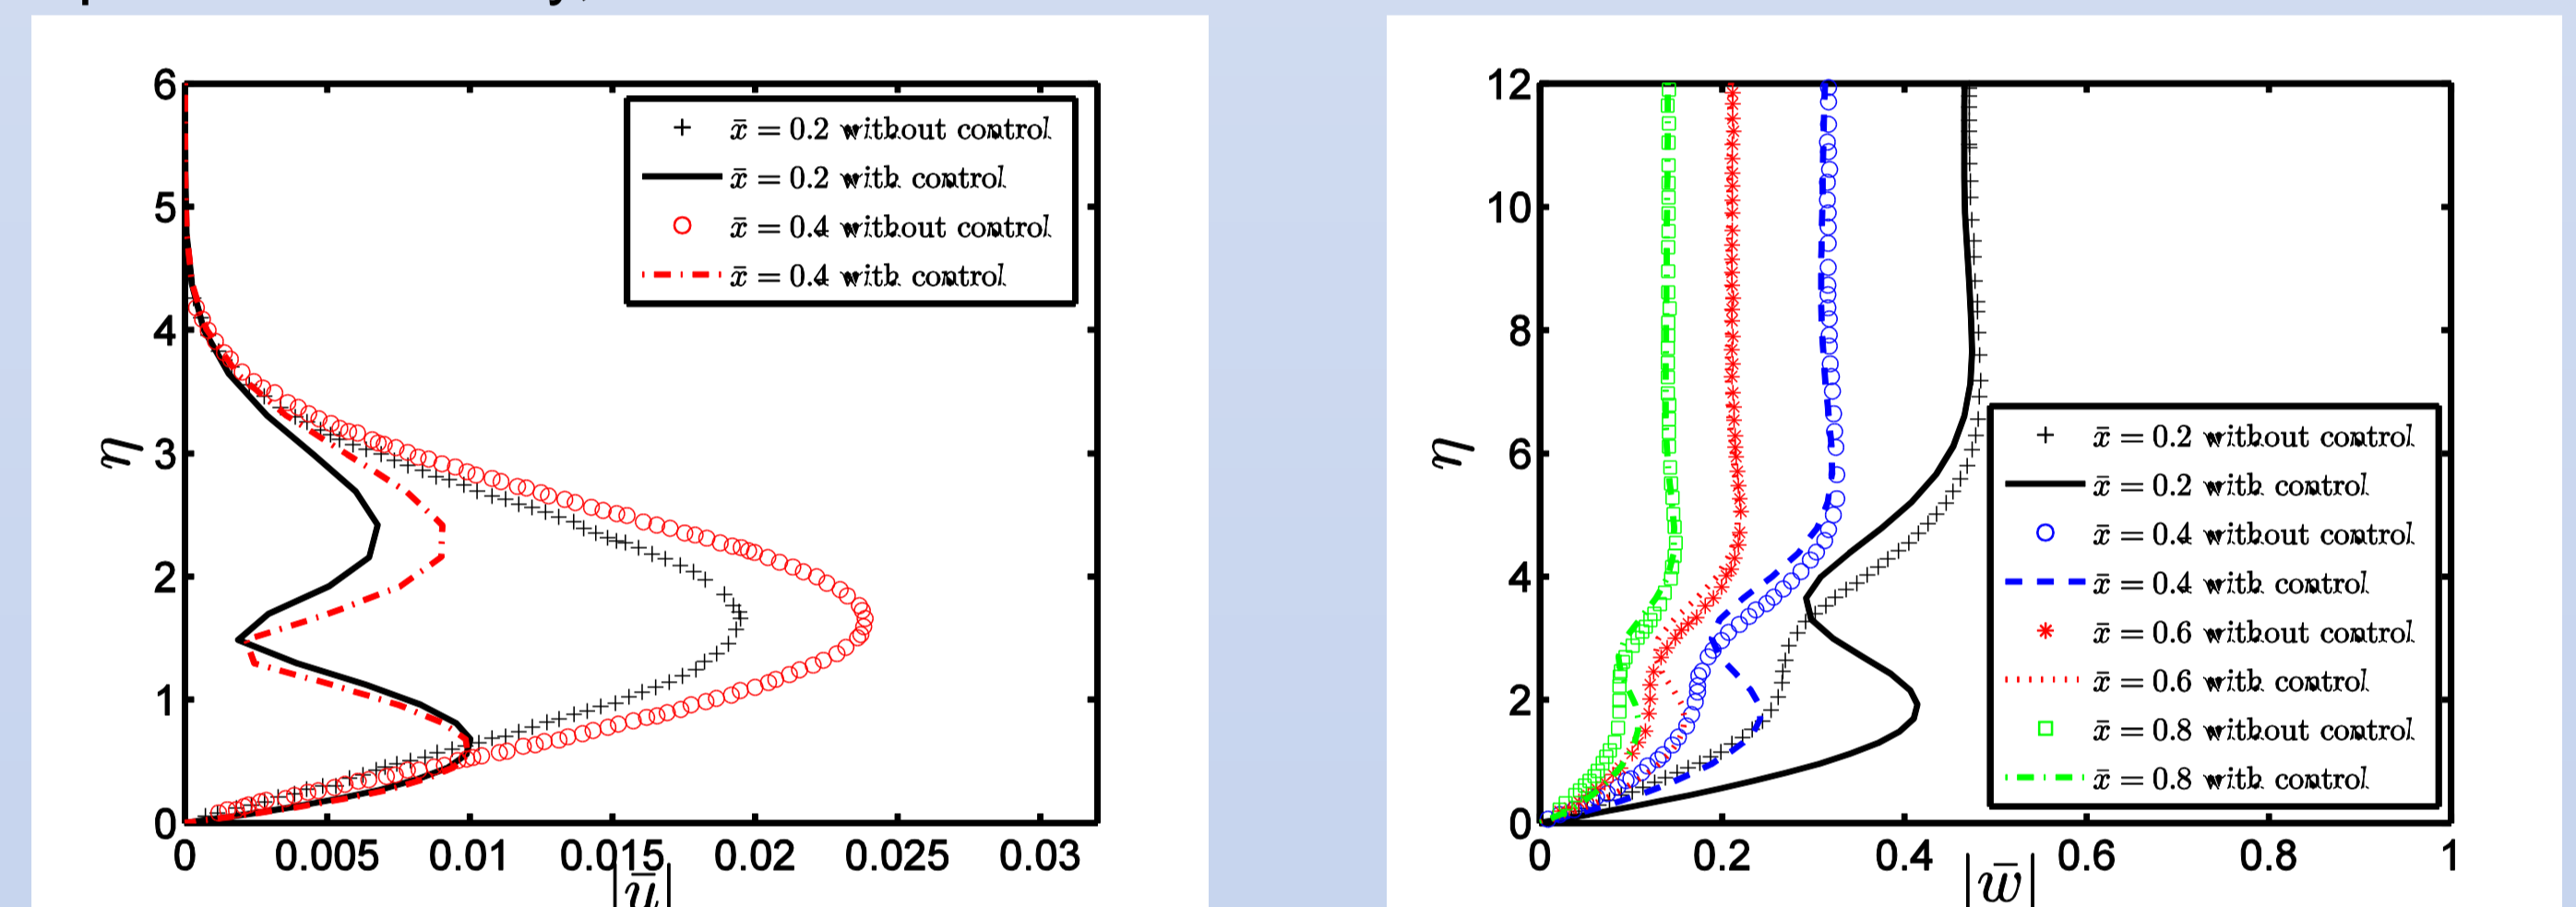 6
5
4
3
2
1
0
η
0 0.005 0.01 0.015 0.02 0.025 0.03
|ū|
x̄ = 0.2 without control
x̄ = 0.2 with control
x̄ = 0.4 without control
x̄ = 0.4 with control
12
10
8
6
4
2
0
η
0 0.2 0.4 0.6 0.8 1
|w̄|
x̄ = 0.2 without control
x̄ = 0.2 with control
x̄ = 0.4 without control
x̄ = 0.4 with control
x̄ = 0.6 without control
x̄ = 0.6 with control
x̄ = 0.8 without control
x̄ = 0.8 with control